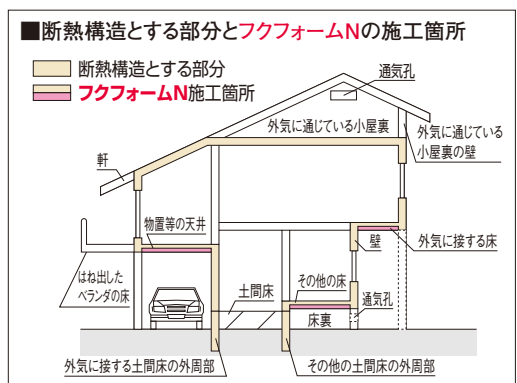 ■断熱構造とする部分とフクフォームNの施工箇所
断熱構造とする部分
フクフォームN施工箇所
通気孔
外気に通じている小屋裏
外気に通じている
小屋裏の壁
軒
物置等の天井
壁
外気に接する床
はね出した
ベランダの床
土間床
その他の床
通気孔
床裏
外気に接する土間床の外周部
その他の土間床の外周部